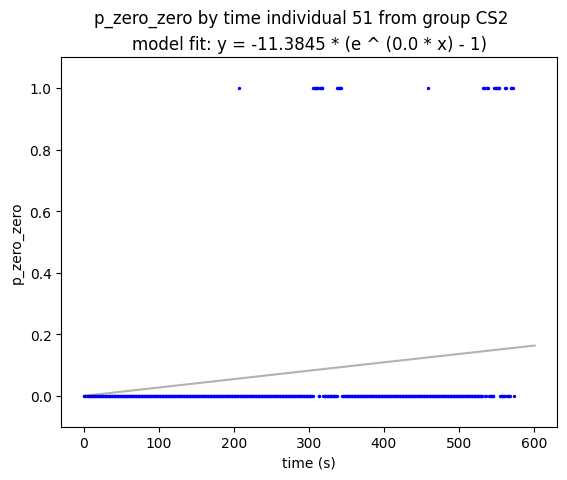 p_zero_zero by time individual 51 from group CS2
model fit: y = -11.3845 * (e ^ (0.0 * x) - 1)
1.0
0.8
0.6
0.4
0.2
0.0
p_zero_zero
0 100 200 300 400 500 600
time (s)